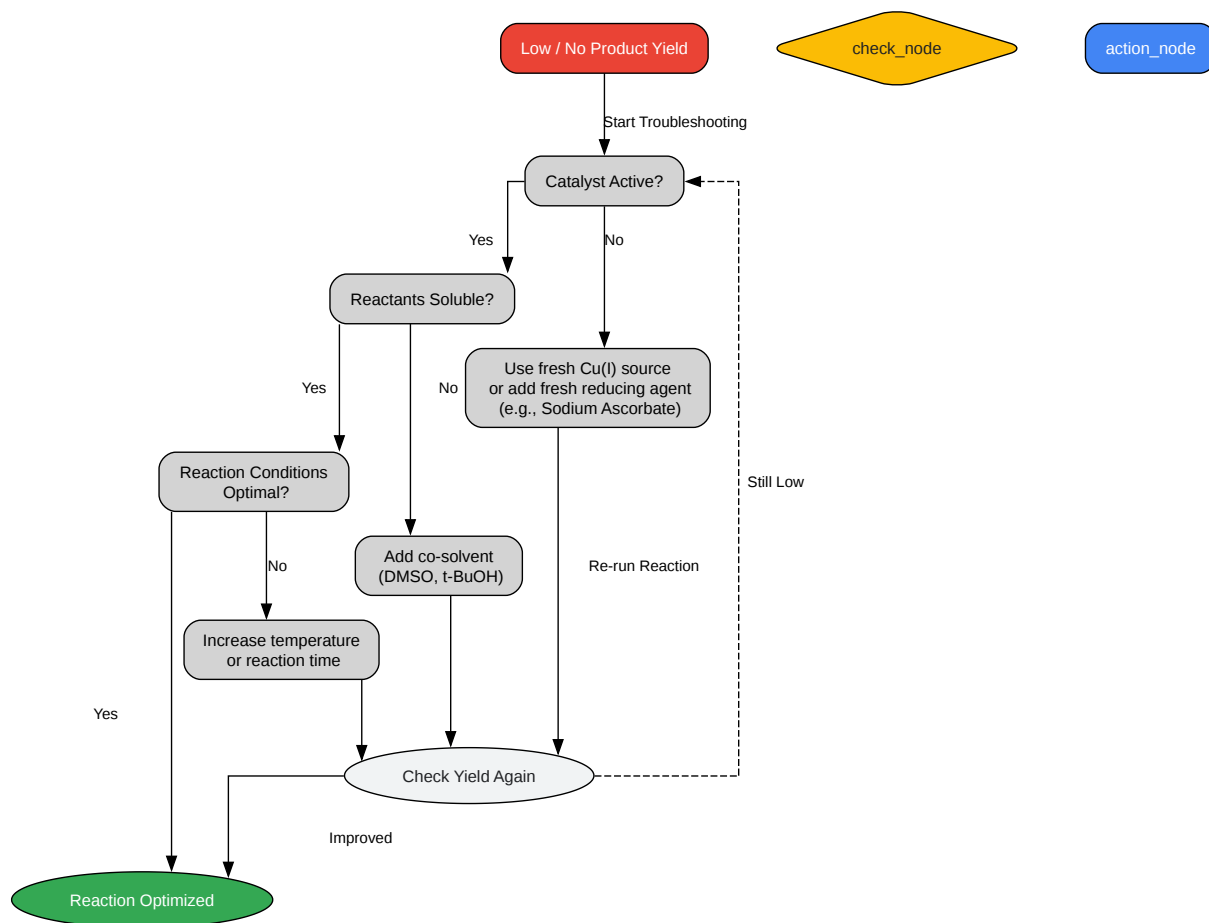 Low / No Product Yield
check_node
action_node
Start Troubleshooting
Catalyst Active?
Yes
No
Reactants Soluble?
Yes
No
Use fresh Cu(I) source
or add fresh reducing agent
(e.g., Sodium Ascorbate)
Reaction Conditions
Optimal?
Still Low
No
Add co-solvent
(DMSO, t-BuOH)
Re-run Reaction
Increase temperature
or reaction time
Yes
Check Yield Again
Improved
Reaction Optimized